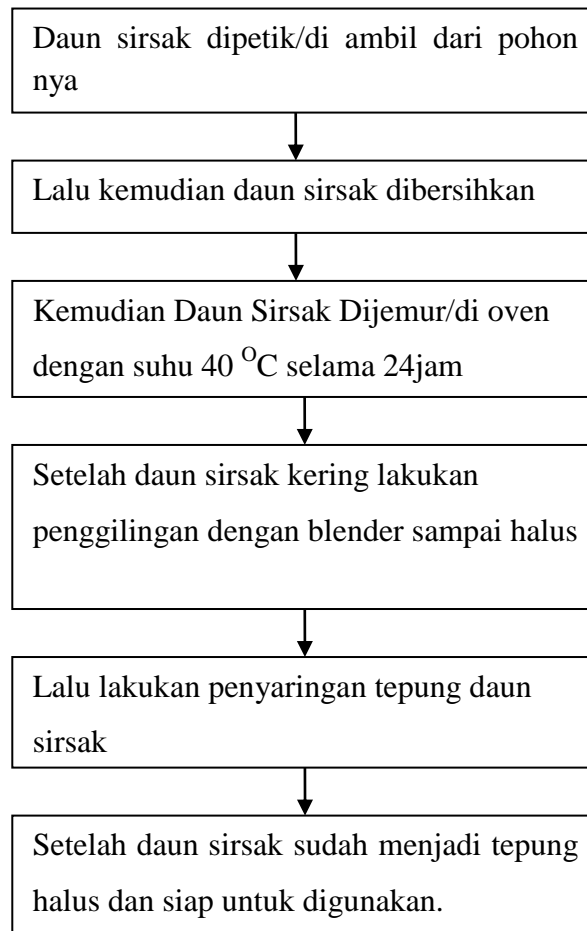 Daun sirsak dipetik/di ambil dari pohon
nya
Lalu kemudian daun sirsak dibersihkan
Kemudian Daun Sirsak Dijemur/di oven
dengan suhu 40 ᴼC selama 24jam
Setelah daun sirsak kering lakukan
penggilingan dengan blender sampai halus
Lalu lakukan penyaringan tepung daun
sirsak
Setelah daun sirsak sudah menjadi tepung
halus dan siap untuk digunakan.